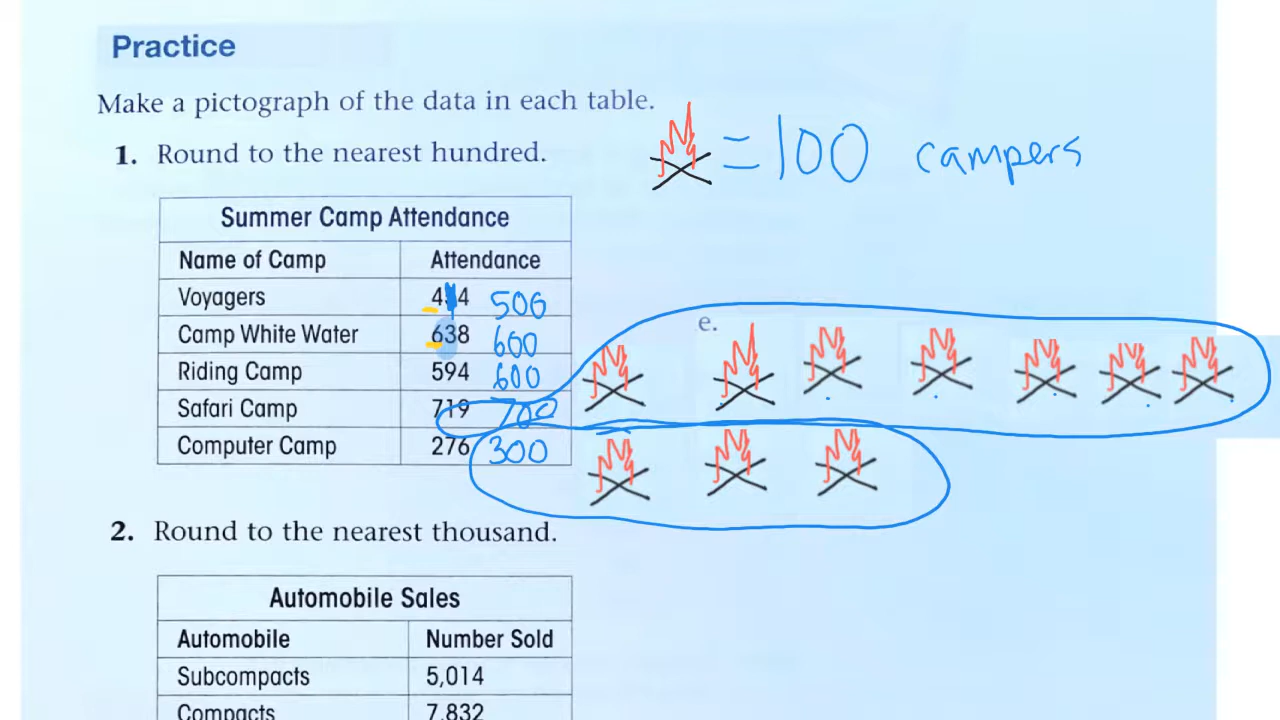 Practice
Make a pictograph of the data in each table.
= 100 campers
1. Round to the nearest hundred.
Summer Camp Attendance
Name of Camp Attendance
Voyagers 500
Camp White Water 638 600
Riding Camp 594 600
Safari Camp 719 700
Computer Camp 276 300
e.
2. Round to the nearest thousand.
Automobile Sales
Automobile Number Sold
Subcompacts 5,014
Compacts 7,832